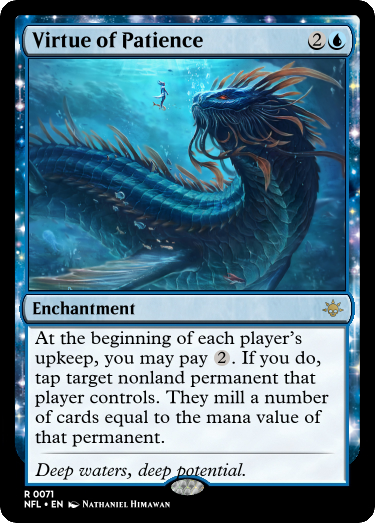 Virtue of Patience 2
Enchantment
At the beginning of each player's
upkeep, you may pay 2. If you do,
tap target nonland permanent that
player controls. They mill a number
of cards equal to the mana value of
that permanent.
Deep waters, deep potential.
R 0071
NFL • EN Nathaniel Himawan